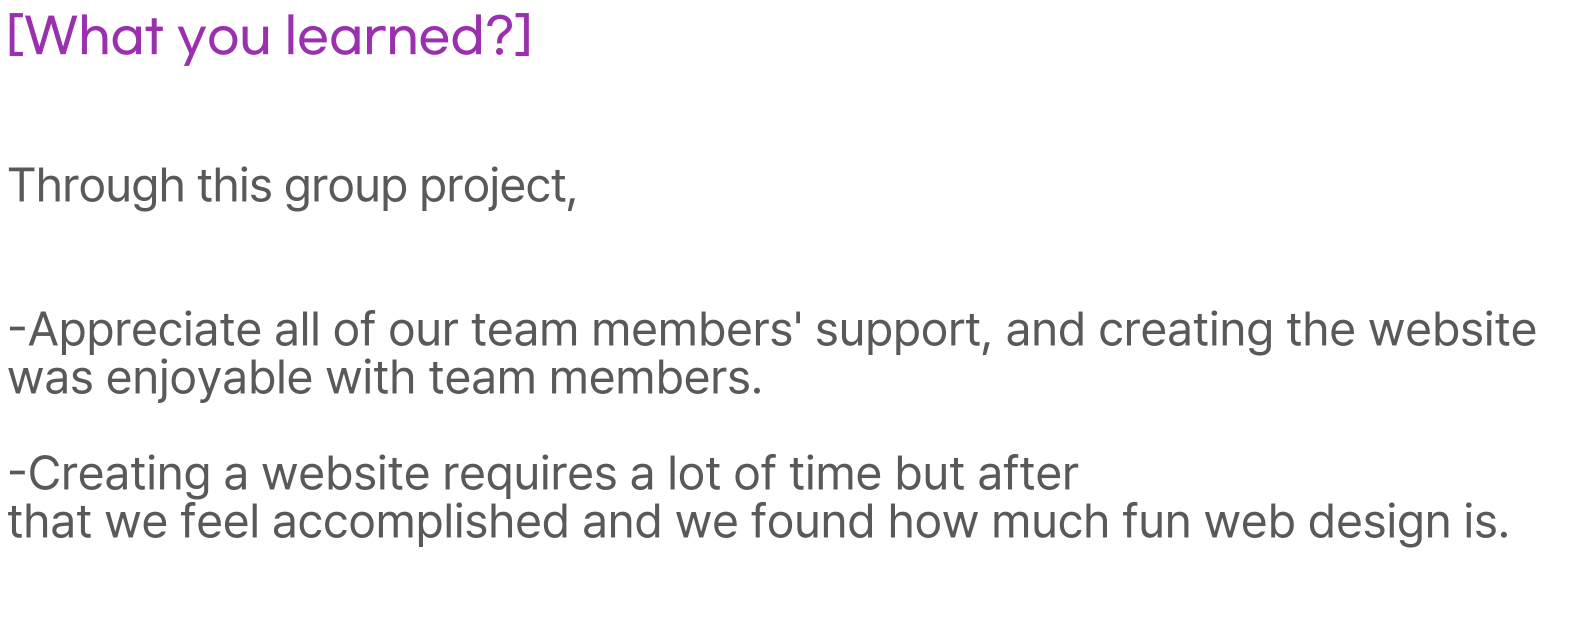 [What you learned?]
Through this group project,
-Appreciate all of our team members' support, and creating the website
was enjoyable with team members.
-Creating a website requires a lot of time but after
that we feel accomplished and we found how much fun web design is.